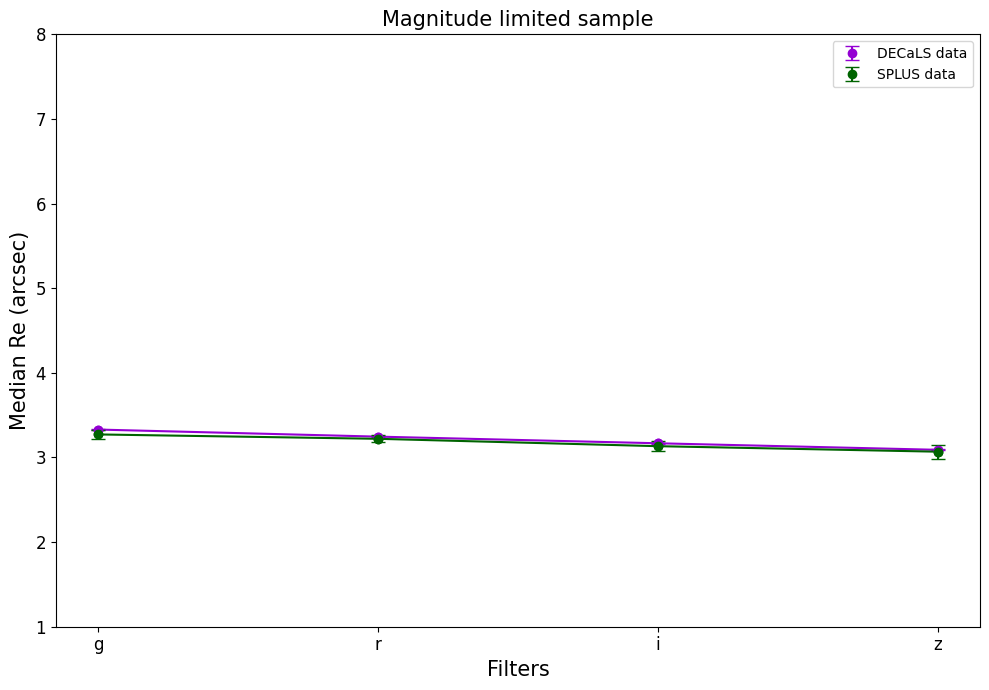 Magnitude limited sample
DECaLS data
SPLUS data
Median Re (arcsec)
8
7
6
5
4
3
2
1
g r i z
Filters